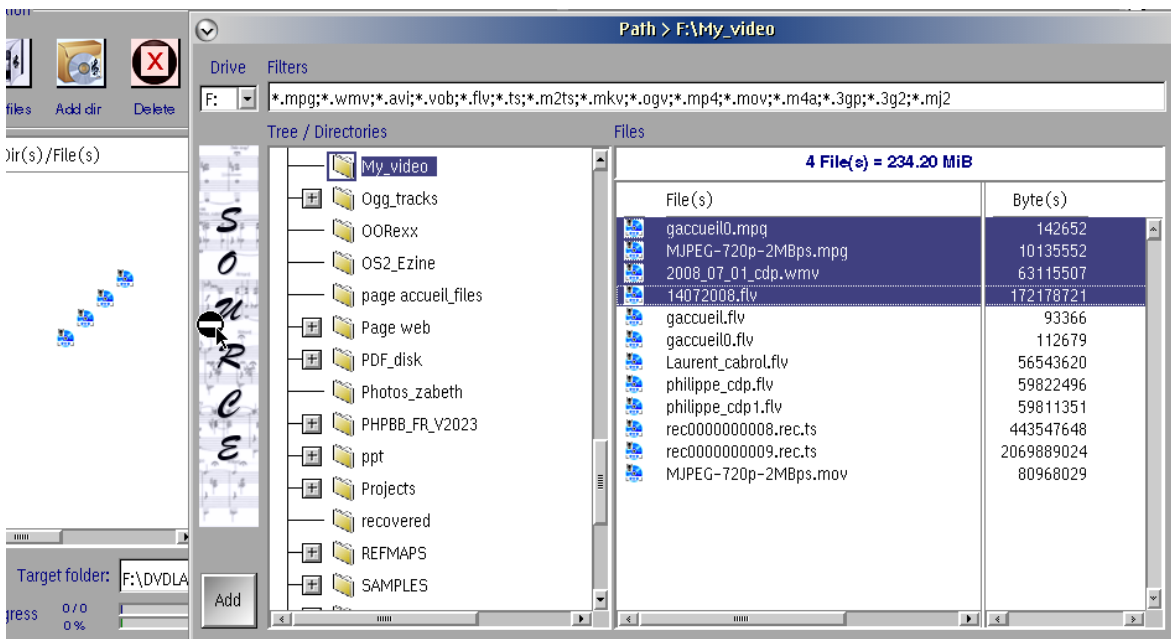 Path > F:\My_video
Drive Filters
F: *.mpg;*.wmv;*.avi;*.vob;*.flv;*.ts;*.m2ts;*.mkv;*.ogv;*.mp4;*.mov;*.m4a;*.3gp;*.3g2;*.mj2
Add dir Delete
Tree / Directories Files
Dir(s)/File(s)
SOURCE
My_video
Ogg_tracks
OORexx
OS2_Ezine
page accueil_files
Page web
PDF_disk
Photos_zabeth
PHPBB_FR_V2023
ppt
Projects
recovered
REFMAPS
SAMPLES
4 File(s) = 234.20 MiB
File(s) Byte(s)
gaccueil0.mpg 142652
MJPEG-720p-2MBps.mpg 10135552
2008_07_01_cdp.wmv 63115507
14072008.flv 172178721
gaccueil.flv 93366
gaccueil0.flv 112679
Laurent_cabrol.flv 56543620
philippe_cdp.flv 59822496
philippe_cdp1.flv 59811351
rec0000000008.rec.ts 443547648
rec0000000009.rec.ts 2069889024
MJPEG-720p-2MBps.mov 80968029
Target folder: F:\DVDLA
gress 0/0
0%
Add